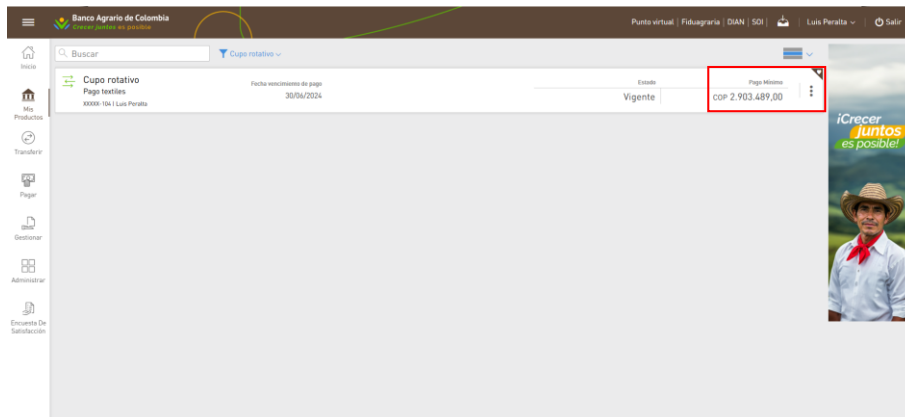 Banco Agrario de Colombia
Crecer juntos es posible
Punto virtual | Fiduagraria | DIAN | SOI | Luis Peralta Salir
Inicio
Mis Productos
Transferir
Pagar
Gestionar
Administrar
Encuesta De Satisfacción
Buscar
Cupo rotativo
Cupo rotativo
Pago textiles
XXXXX-104 | Luis Peralta
Fecha vencimiento de pago
30/06/2024
Estado
Vigente
Pago Mínimo
COP 2.903.489,00
¡Crecer
juntos
es posible!